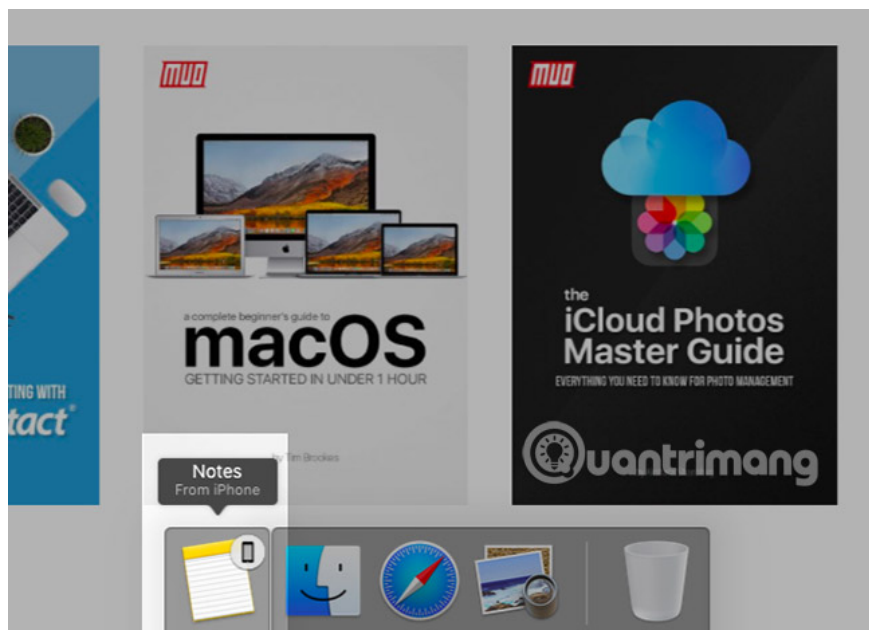 MUO
a complete beginner's guide to
macOS
GETTING STARTED IN UNDER 1 HOUR
by Tim Brookes
MUO
the
iCloud Photos
Master Guide
EVERYTHING YOU NEED TO KNOW FOR PHOTO MANAGEMENT
TING WITH
tact
Quantrimang
Notes
From iPhone